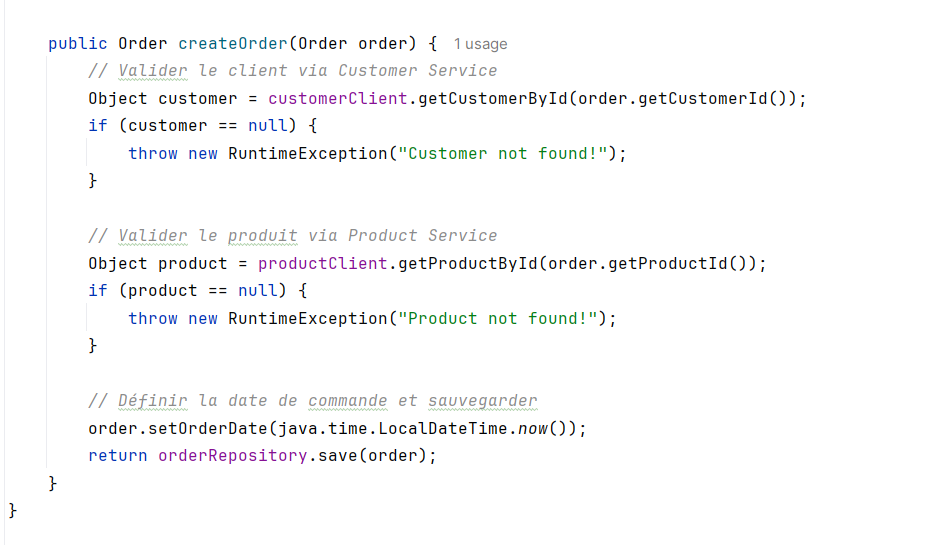 public Order createOrder(Order order) { 1 usage
// Valider le client via Customer Service
Object customer = customerClient.getCustomerById(order.getCustomerId());
if (customer == null) {
throw new RuntimeException("Customer not found!");
}
// Valider le produit via Product Service
Object product = productClient.getProductById(order.getProductId());
if (product == null) {
throw new RuntimeException("Product not found!");
}
// Définir la date de commande et sauvegarder
order.setOrderDate(java.time.LocalDateTime.now());
return orderRepository.save(order);
}
}